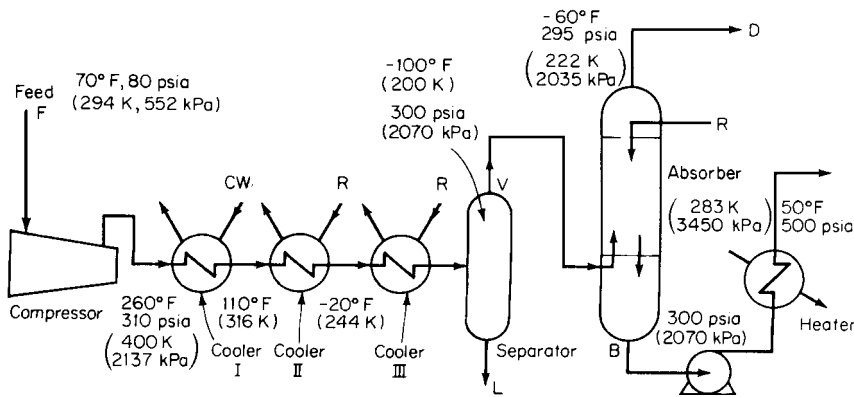 Feed
F
70°F, 80 psia
(294 K, 552 kPa)
Compressor
260°F
310 psia
(400 K
2137 kPa)
CW
Cooler
I
110°F
(316 K)
R
Cooler
II
-20°F
(244 K)
R
Cooler
III
-100°F
(200 K)
300 psia
(2070 kPa)
V
Separator
L
-60°F
295 psia
(222 K
2035 kPa)
D
R
Absorber
B
300 psia
(2070 kPa)
(283 K
3450 kPa)
50°F
500 psia
Heater